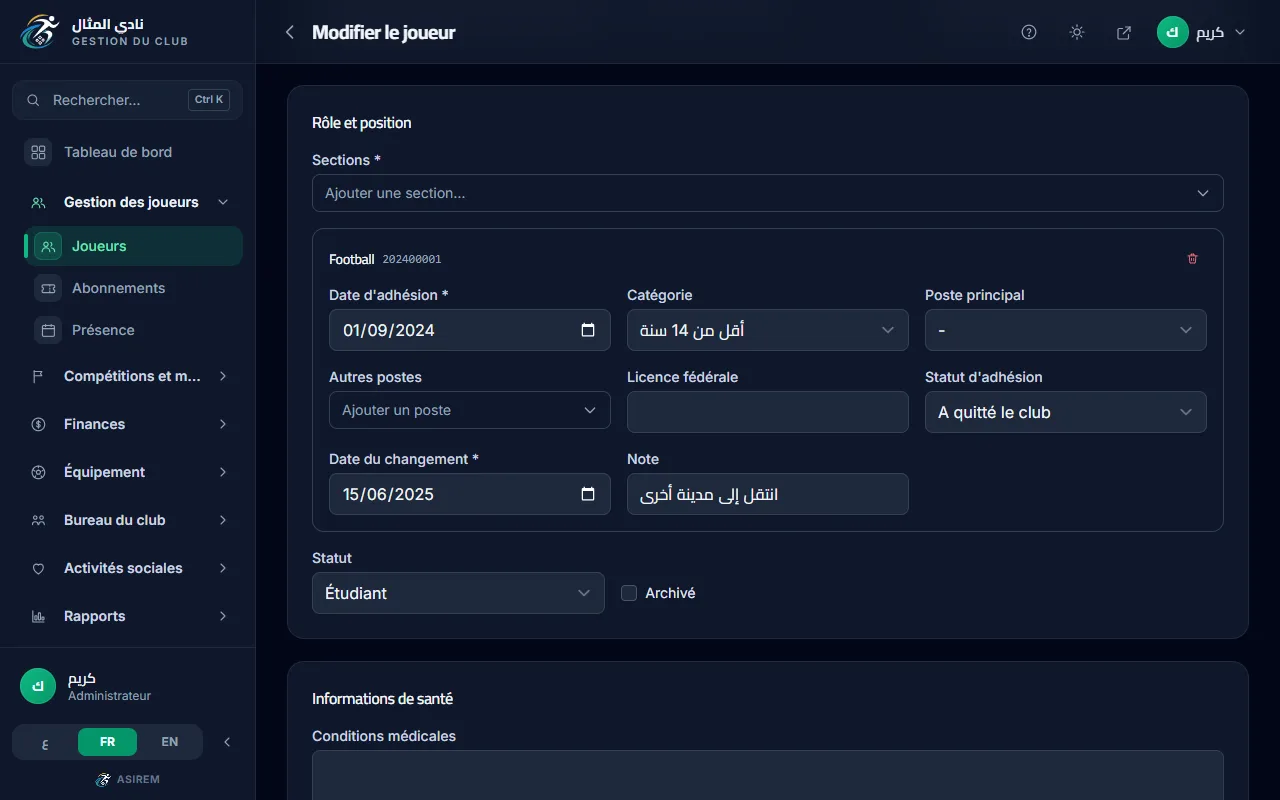 نادي المثال
GESTION DU CLUB
Rechercher...
Ctrl K
Tableau de bord
Gestion des joueurs
Joueurs
Abonnements
Présence
Compétitions et m...
Finances
Équipement
Bureau du club
Activités sociales
Rapports
ك
كريم
Administrateur
ع
FR
EN
ASIREM
Modifier le joueur
ك
كريم
Rôle et position
Sections *
Ajouter une section...
Football 202400001
Date d'adhésion *
Catégorie
Poste principal
01/09/2024
أقل من 14 سنة
-
Autres postes
Licence fédérale
Statut d'adhésion
Ajouter un poste
A quitté le club
Date du changement *
Note
15/06/2025
انتقل إلى مدينة أخرى
Statut
Étudiant
Archivé
Informations de santé
Conditions médicales